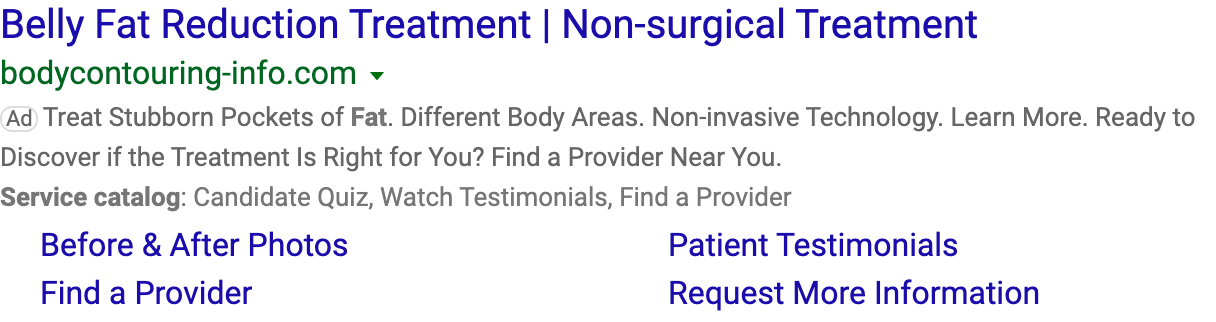 Belly Fat Reduction Treatment | Non-surgical Treatment
bodycontouring-info.com
Ad Treat Stubborn Pockets of Fat. Different Body Areas. Non-invasive Technology. Learn More. Ready to
Discover if the Treatment Is Right for You? Find a Provider Near You.
Service catalog: Candidate Quiz, Watch Testimonials, Find a Provider
Before & After Photos Patient Testimonials
Find a Provider Request More Information